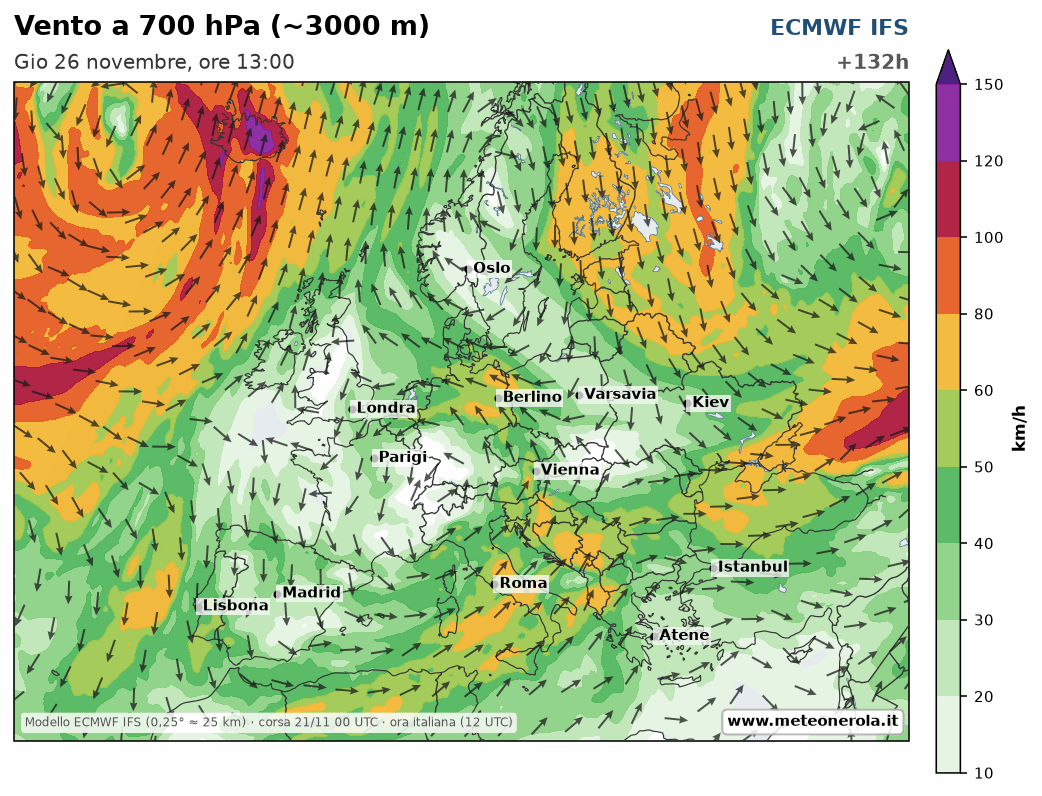 Vento a 700 hPa (~3000 m)
ECMWF IFS
Gio 26 novembre, ore 13:00
+132h
150
120
100
80
60
50
40
30
20
10
km/h
Oslo
Londra
Berlino
Varsavia
Kiev
Parigi
Vienna
Istanbul
Roma
Madrid
Lisbona
Atene
Modello ECMWF IFS (0,25° ≈ 25 km) · corsa 21/11 00 UTC · ora italiana (12 UTC)
www.meteonerola.it